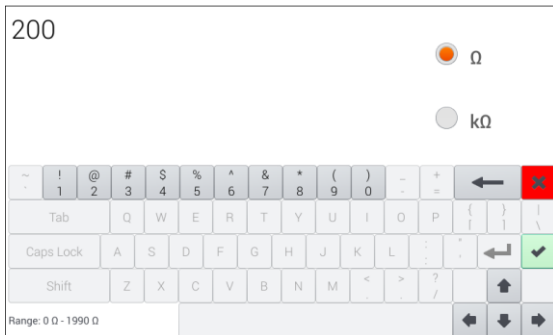 200
Ω
kΩ
~ ! @ # $ % ^ & * ( ) _ +
` 1 2 3 4 5 6 7 8 9 0 - =
Tab Q W E R T Y U I O P { } |
[ ] \
Caps Lock A S D F G H J K L : "
; '
Shift Z X C V B N M < > ?
, . /
Range: 0 Ω - 1990 Ω